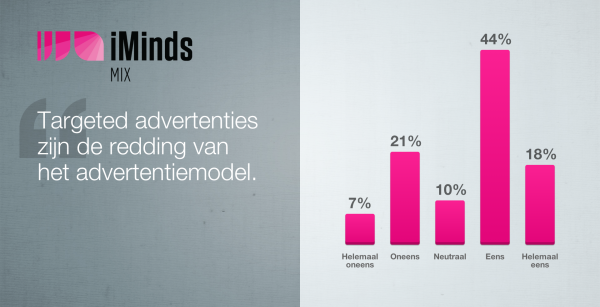 iMinds
MIX
“
Targeted advertenties
zijn de redding van
het advertentiemodel.
44%
21%
18%
10%
7%
Helemaal oneens
Oneens
Neutraal
Eens
Helemaal eens